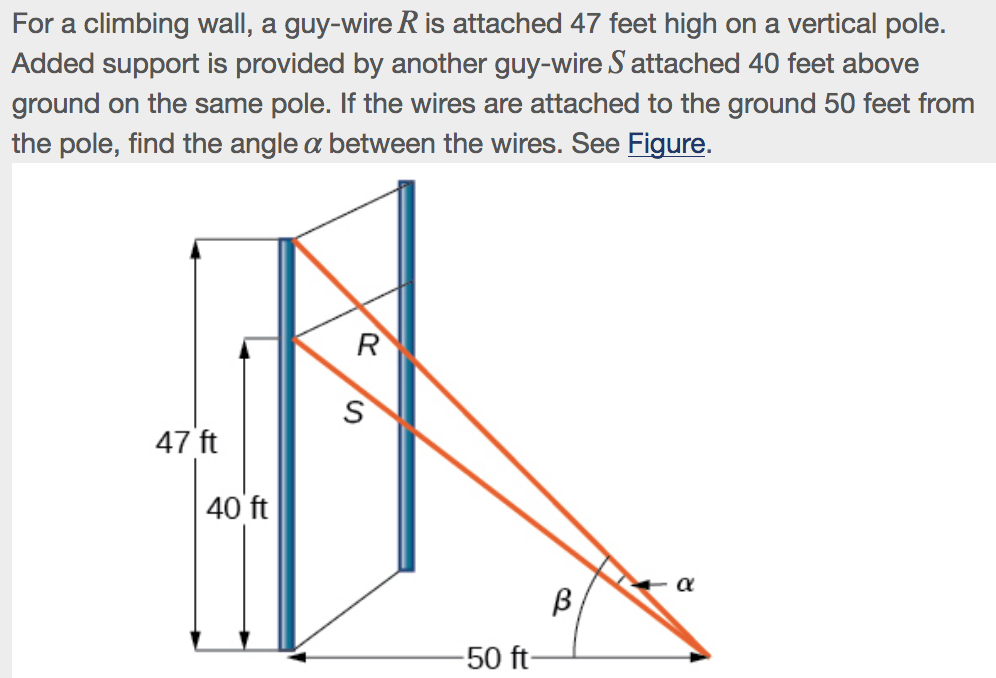 For a climbing wall, a guy-wire R is attached 47 feet high on a vertical pole.
Added support is provided by another guy-wire S attached 40 feet above
ground on the same pole. If the wires are attached to the ground 50 feet from
the pole, find the angle α between the wires. See Figure.
R
S
47 ft
40 ft
α
β
50 ft